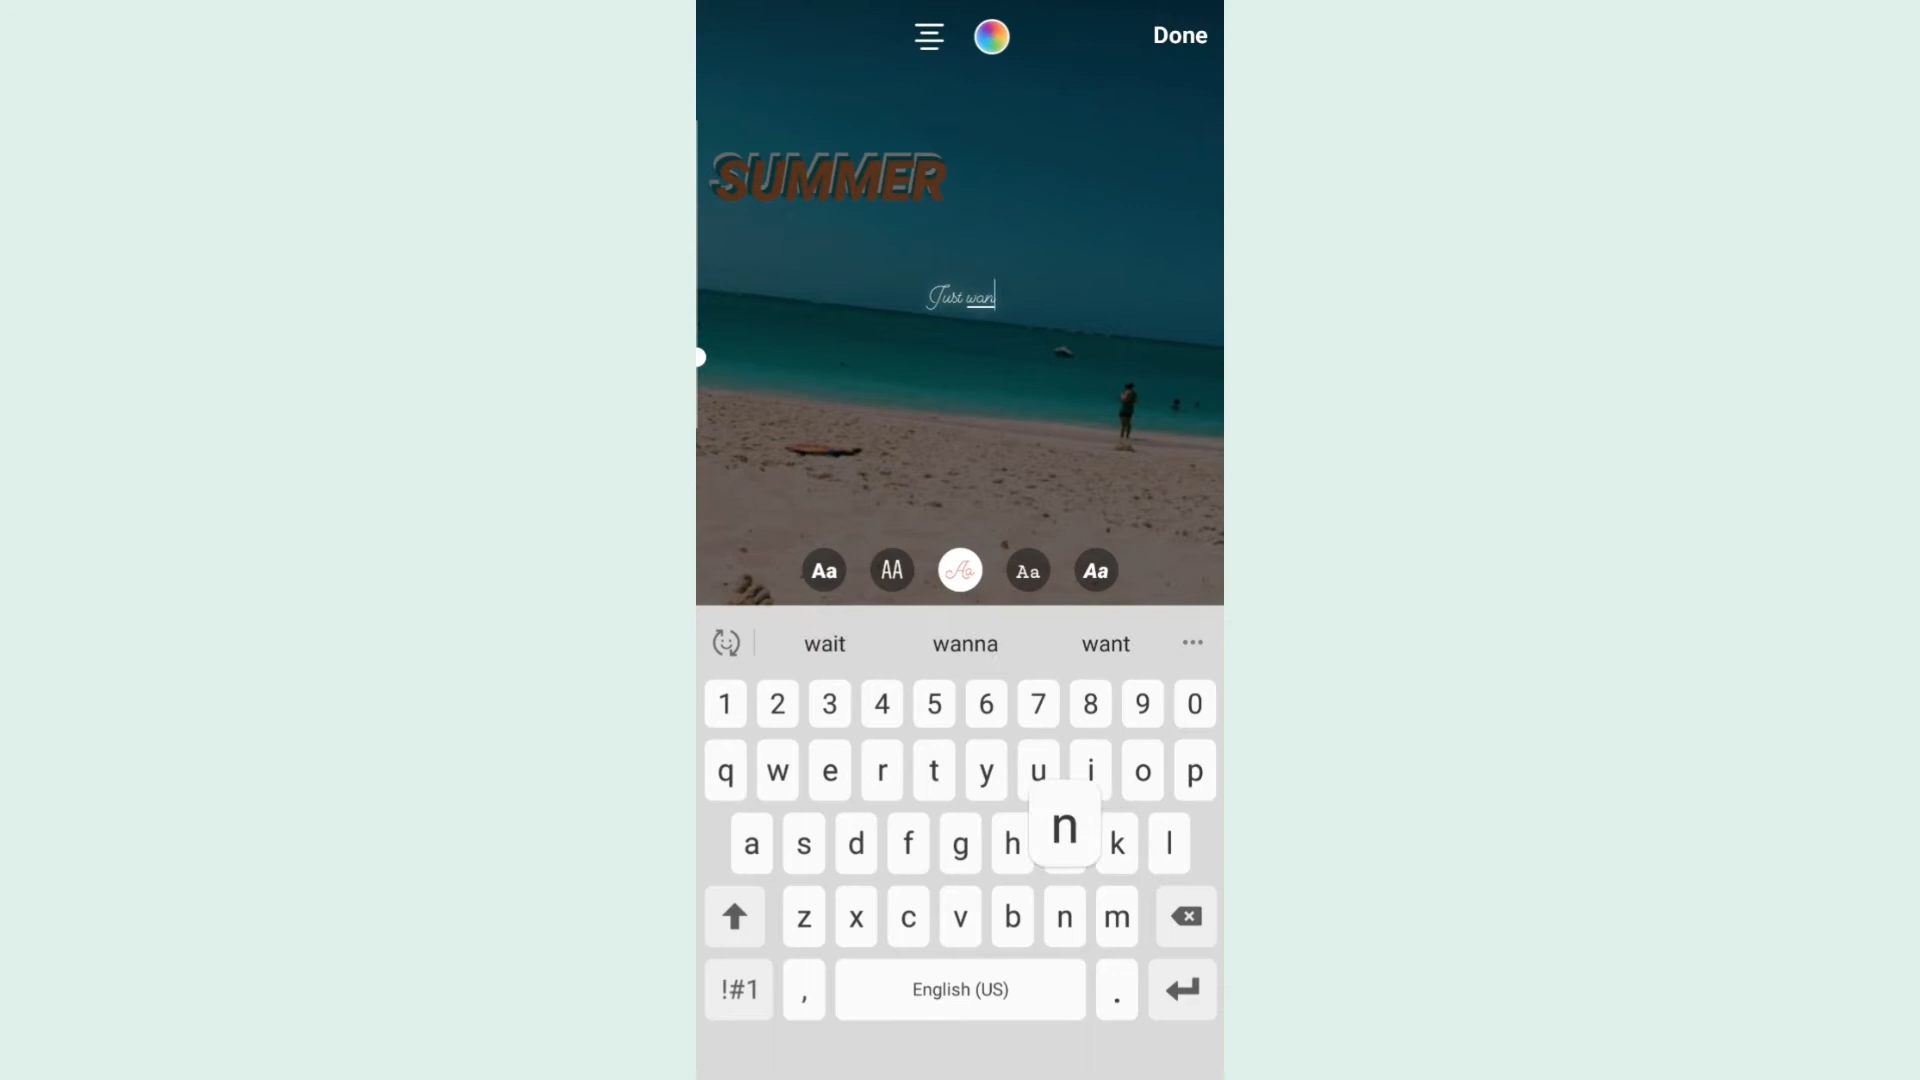 Done
SUMMER
Just wan
Aa AA Aa Aa Aa
wait wanna want
1 2 3 4 5 6 7 8 9 0
q w e r t y u i o p
n
a s d f g h k l
z x c v b n m
!#1 , English (US) .